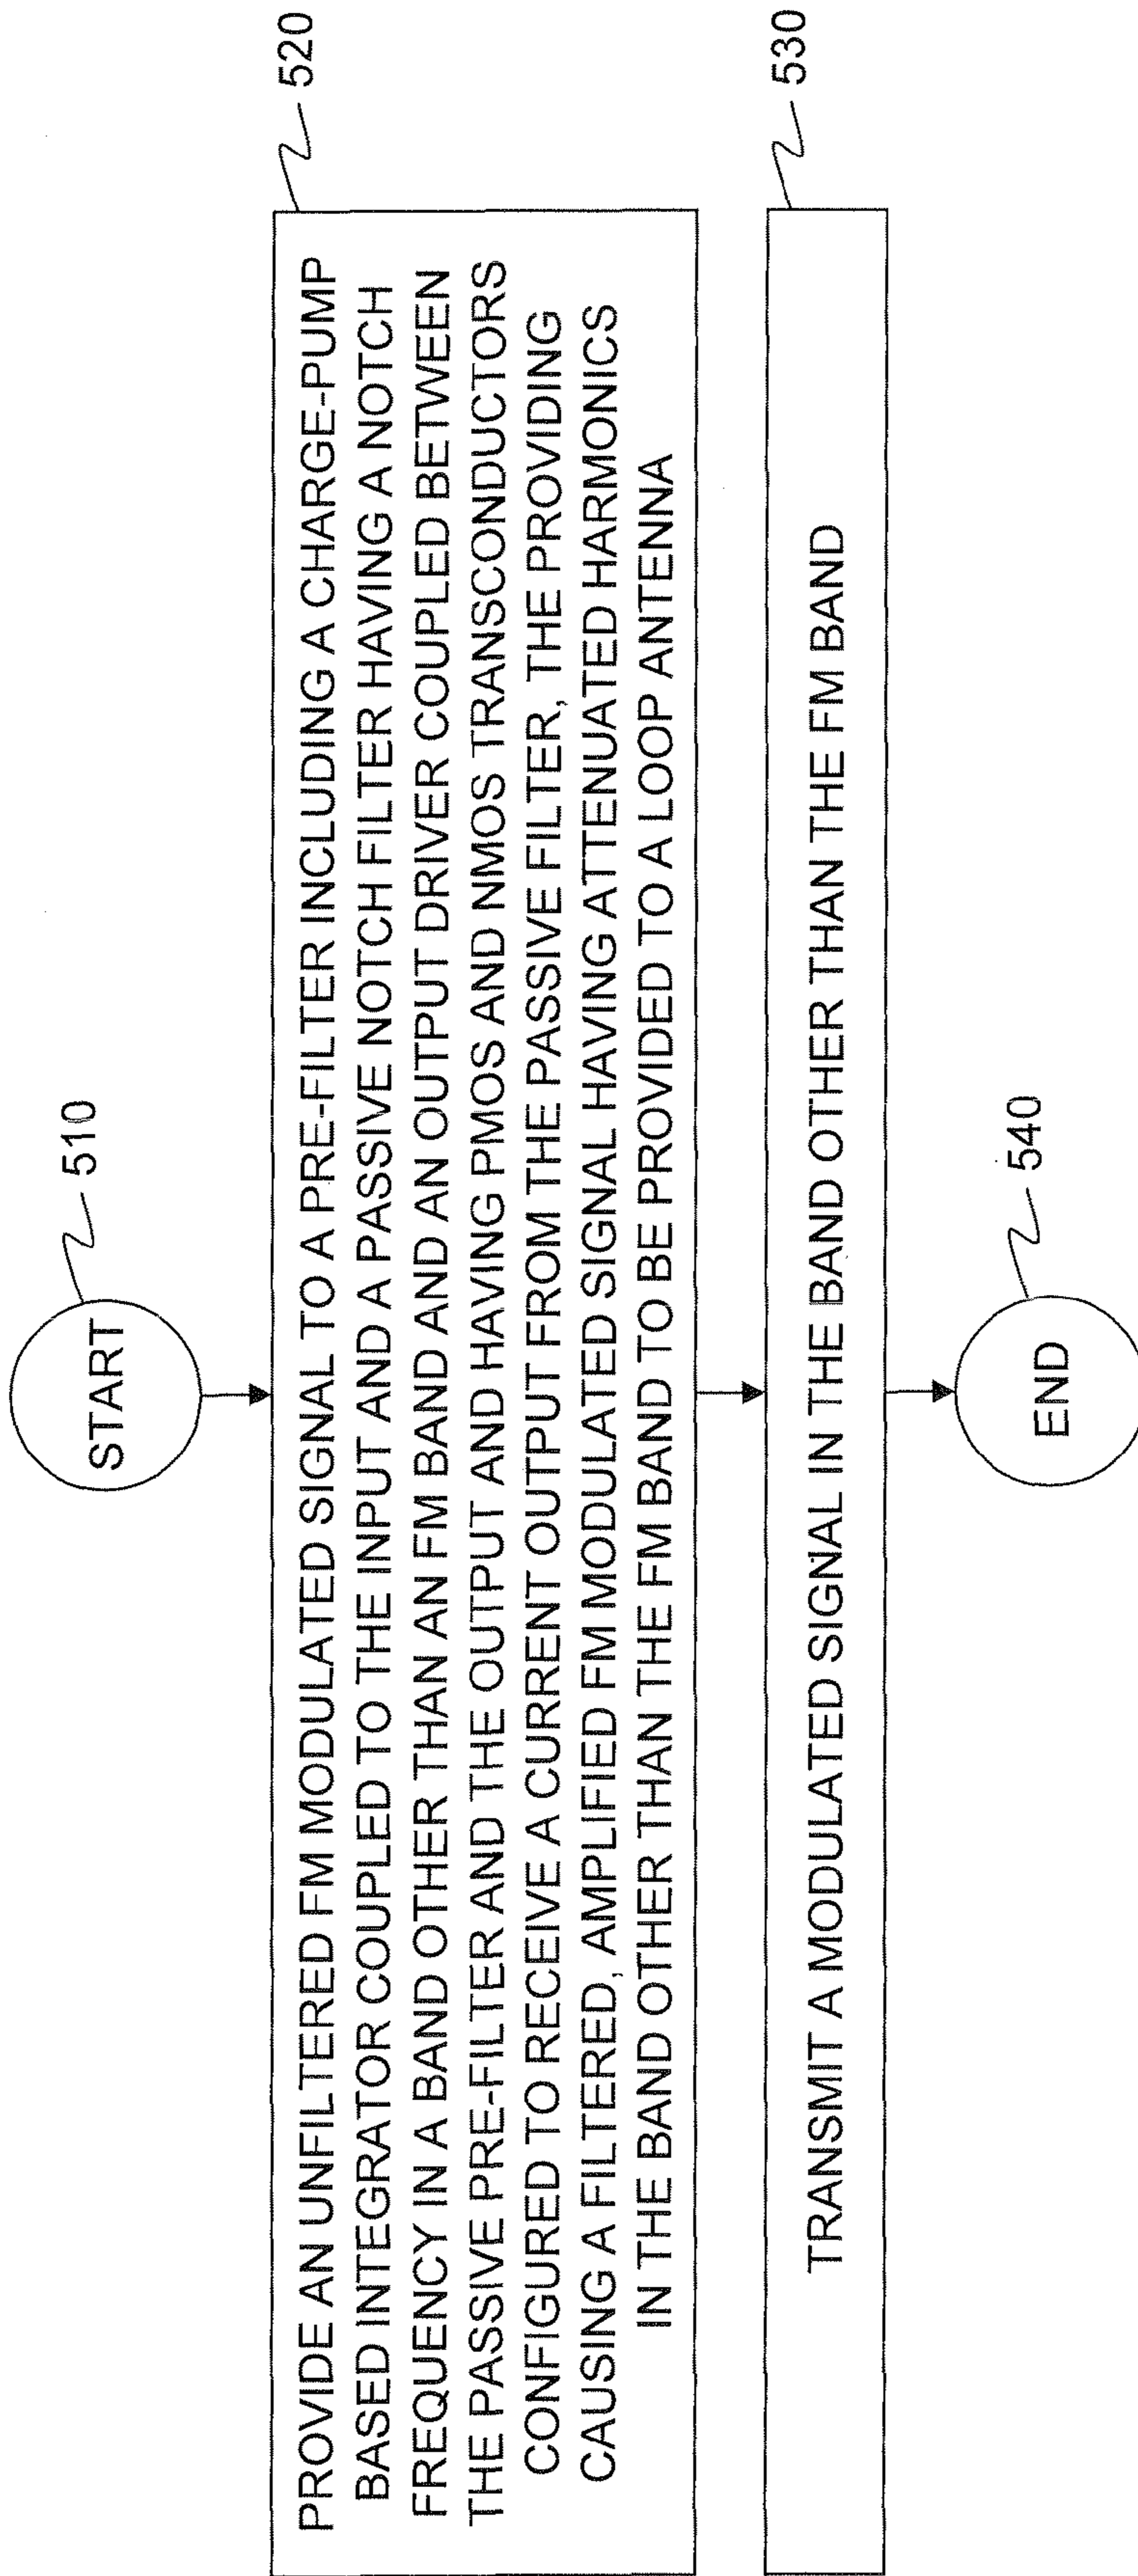 START
510
PROVIDE AN UNFILTERED FM MODULATED SIGNAL TO A PRE-FILTER INCLUDING A CHARGE-PUMP
BASED INTEGRATOR COUPLED TO THE INPUT AND A PASSIVE NOTCH FILTER HAVING A NOTCH
FREQUENCY IN A BAND OTHER THAN AN FM BAND AND AN OUTPUT DRIVER COUPLED BETWEEN
THE PASSIVE PRE-FILTER AND THE OUTPUT AND HAVING PMOS AND NMOS TRANSCONDUCTORS
CONFIGURED TO RECEIVE A CURRENT OUTPUT FROM THE PASSIVE FILTER, THE PROVIDING
CAUSING A FILTERED, AMPLIFIED FM MODULATED SIGNAL HAVING ATTENUATED HARMONICS
IN THE BAND OTHER THAN THE FM BAND TO BE PROVIDED TO A LOOP ANTENNA
520
TRANSMIT A MODULATED SIGNAL IN THE BAND OTHER THAN THE FM BAND
530
END
540